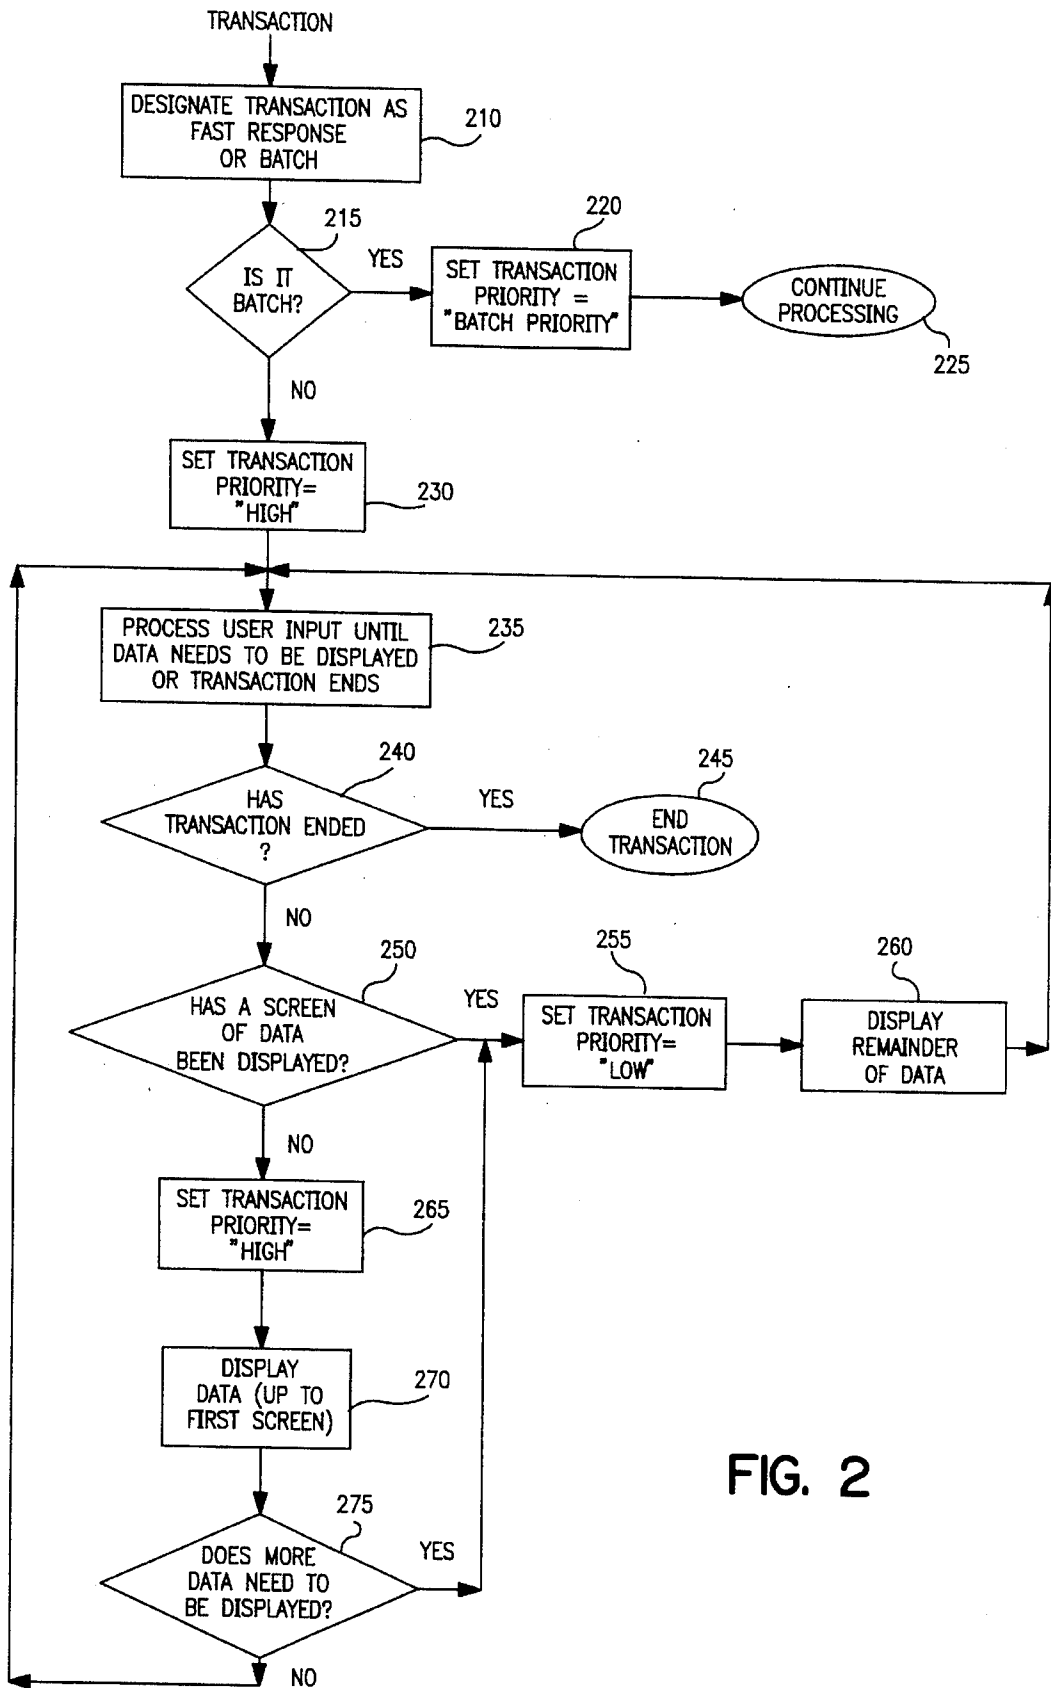 TRANSACTION
DESIGNATE TRANSACTION AS
FAST RESPONSE
OR BATCH
210
215
IS IT
BATCH?
YES
220
SET TRANSACTION
PRIORITY =
"BATCH PRIORITY"
CONTINUE
PROCESSING
225
NO
SET TRANSACTION
PRIORITY=
"HIGH"
230
PROCESS USER INPUT UNTIL
DATA NEEDS TO BE DISPLAYED
OR TRANSACTION ENDS
235
240
HAS
TRANSACTION ENDED
?
YES
245
END
TRANSACTION
NO
250
HAS A SCREEN
OF DATA
BEEN DISPLAYED?
YES
255
SET TRANSACTION
PRIORITY=
"LOW"
260
DISPLAY
REMAINDER
OF DATA
NO
SET TRANSACTION
PRIORITY=
"HIGH"
265
DISPLAY
DATA (UP TO
FIRST SCREEN)
270
275
DOES MORE
DATA NEED TO
BE DISPLAYED?
YES
NO
FIG. 2